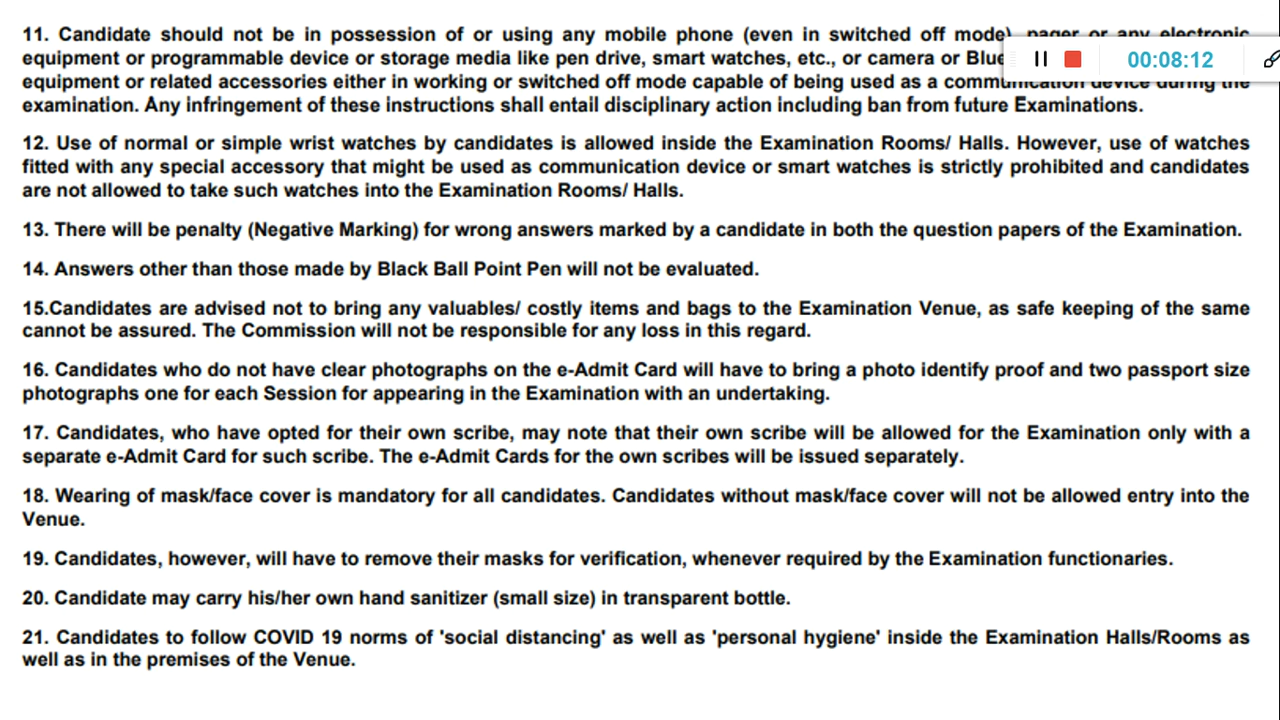 11. Candidate should not be in possession of or using any mobile phone (even in switched off mode), pager or any electronic
equipment or programmable device or storage media like pen drive, smart watches, etc., or camera or
equipment or related accessories either in working or switched off mode capable of being used as a communication device during the
examination. Any infringement of these instructions shall entail disciplinary action including ban from future Examinations.
00:08:12
12. Use of normal or simple wrist watches by candidates is allowed inside the Examination Rooms/ Halls. However, use of watches
fitted with any special accessory that might be used as communication device or smart watches is strictly prohibited and candidates
are not allowed to take such watches into the Examination Rooms/ Halls.
13. There will be penalty (Negative Marking) for wrong answers marked by a candidate in both the question papers of the Examination.
14. Answers other than those made by Black Ball Point Pen will not be evaluated.
15.Candidates are advised not to bring any valuables/ costly items and bags to the Examination Venue, as safe keeping of the same
cannot be assured. The Commission will not be responsible for any loss in this regard.
16. Candidates who do not have clear photographs on the e-Admit Card will have to bring a photo identify proof and two passport size
photographs one for each Session for appearing in the Examination with an undertaking.
17. Candidates, who have opted for their own scribe, may note that their own scribe will be allowed for the Examination only with a
separate e-Admit Card for such scribe. The e-Admit Cards for the own scribes will be issued separately.
18. Wearing of mask/face cover is mandatory for all candidates. Candidates without mask/face cover will not be allowed entry into the
Venue.
19. Candidates, however, will have to remove their masks for verification, whenever required by the Examination functionaries.
20. Candidate may carry his/her own hand sanitizer (small size) in transparent bottle.
21. Candidates to follow COVID 19 norms of 'social distancing' as well as 'personal hygiene' inside the Examination Halls/Rooms as
well as in the premises of the Venue.